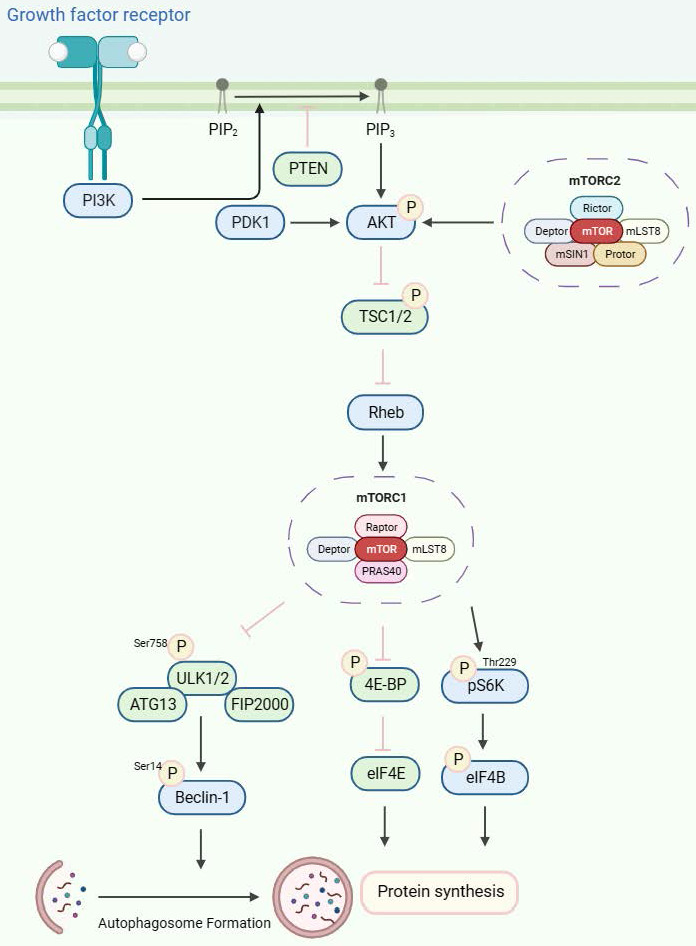 Growth factor receptor
PIP2
PIP3
PTEN
PI3K
PDK1
AKT
P
mTORC2
Rictor
Deptor
mTOR
mLST8
mSIN1
Protor
P
TSC1/2
Rheb
mTORC1
Raptor
Deptor
mTOR
mLST8
PRAS40
Ser758
P
ULK1/2
ATG13
FIP2000
P
4E-BP
P
Thr229
pS6K
Ser14
P
Beclin-1
eIF4E
P
eIF4B
Autophagosome Formation
Protein synthesis